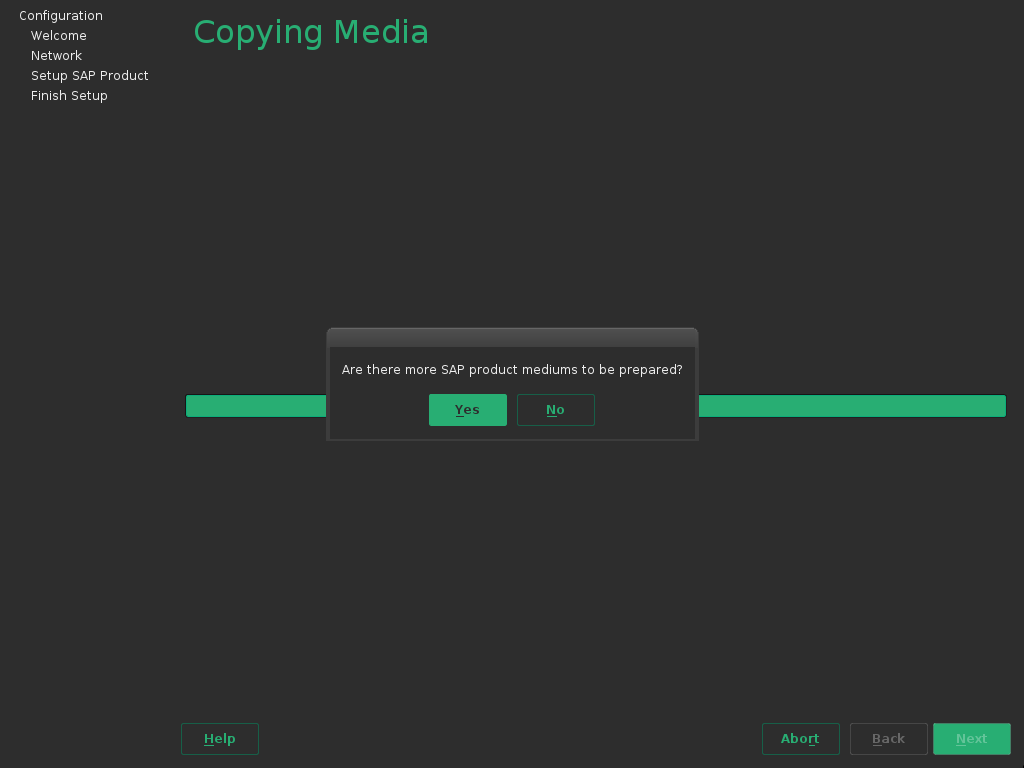 Configuration
Welcome
Network
Setup SAP Product
Finish Setup
Copying Media
Are there more SAP product mediums to be prepared?
Yes No
Help Abort Back Next